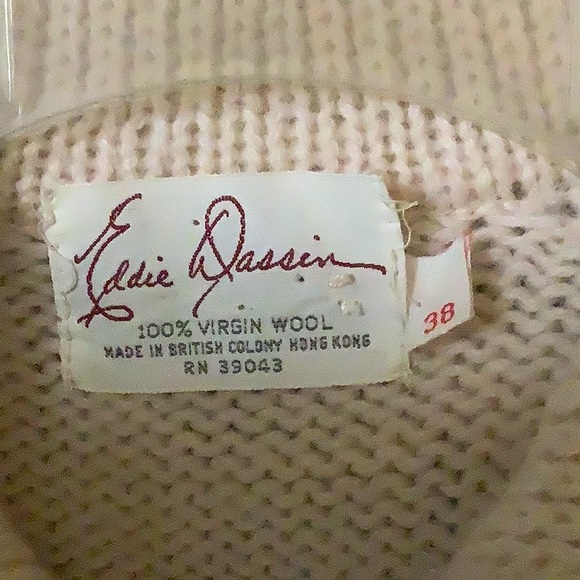 Eddie Dassin
100% VIRGIN WOOL
MADE IN BRITISH COLONY HONG KONG
RN 39043
38